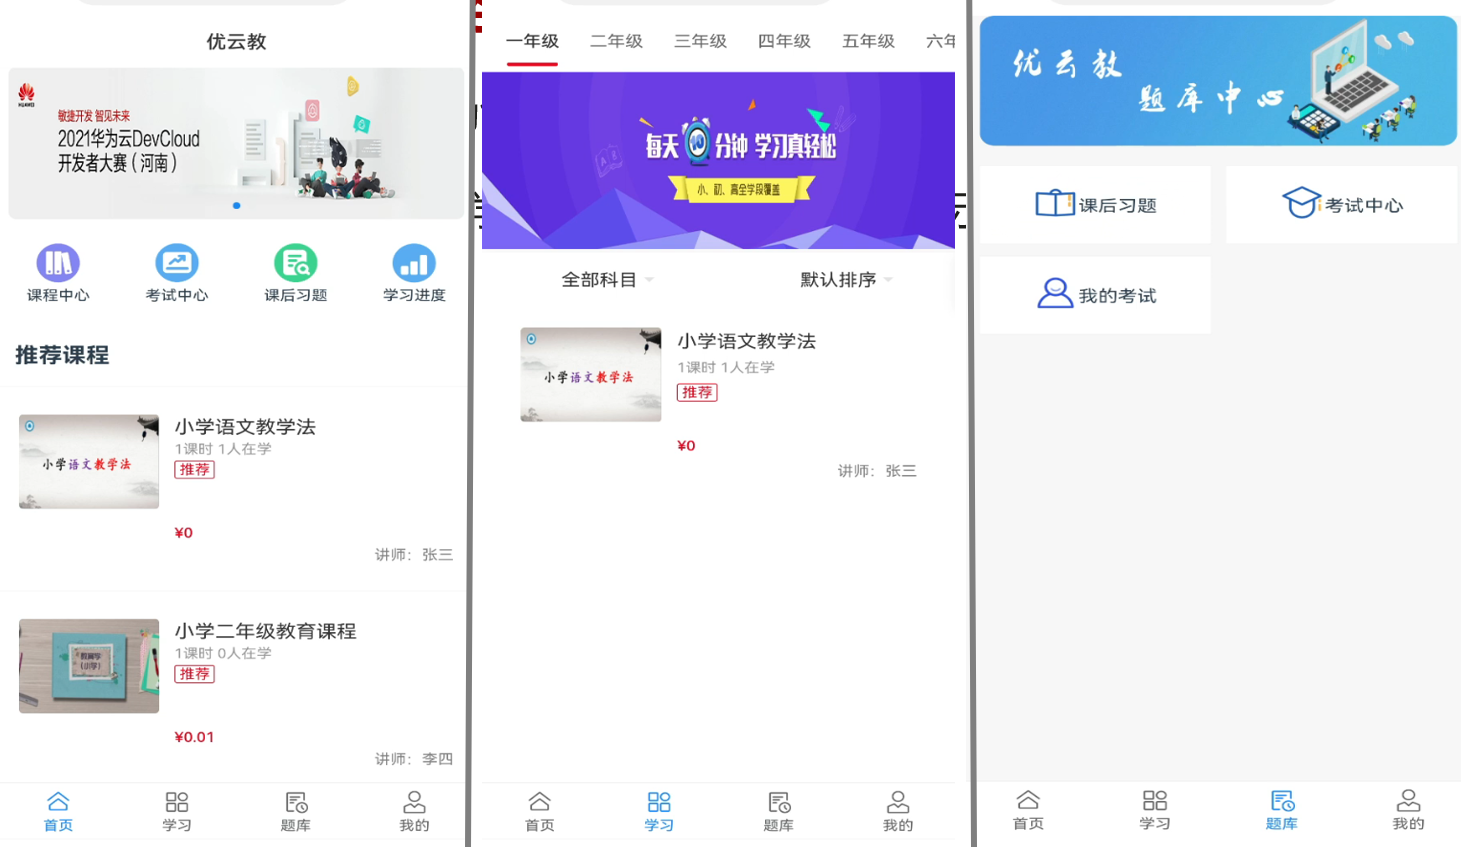 优云教
HUAWEI
敏捷开发 智见未来
2021华为云DevCloud
开发者大赛（河南）
课程中心
考试中心
课后习题
学习进度
推荐课程
小学语文教学法
小学语文教学法
1课时 1人在学
推荐
¥0
讲师：张三
小学二年级教育课程
1课时 0人在学
推荐
¥0.01
讲师：李四
首页
学习
题库
我的
一年级
二年级
三年级
四年级
五年级
六年
每天10分钟 学习真轻松
小、初、高全学段覆盖
全部科目
默认排序
小学语文教学法
小学语文教学法
1课时 1人在学
推荐
¥0
讲师：张三
首页
学习
题库
我的
优云教
题库中心
课后习题
考试中心
我的考试
首页
学习
题库
我的